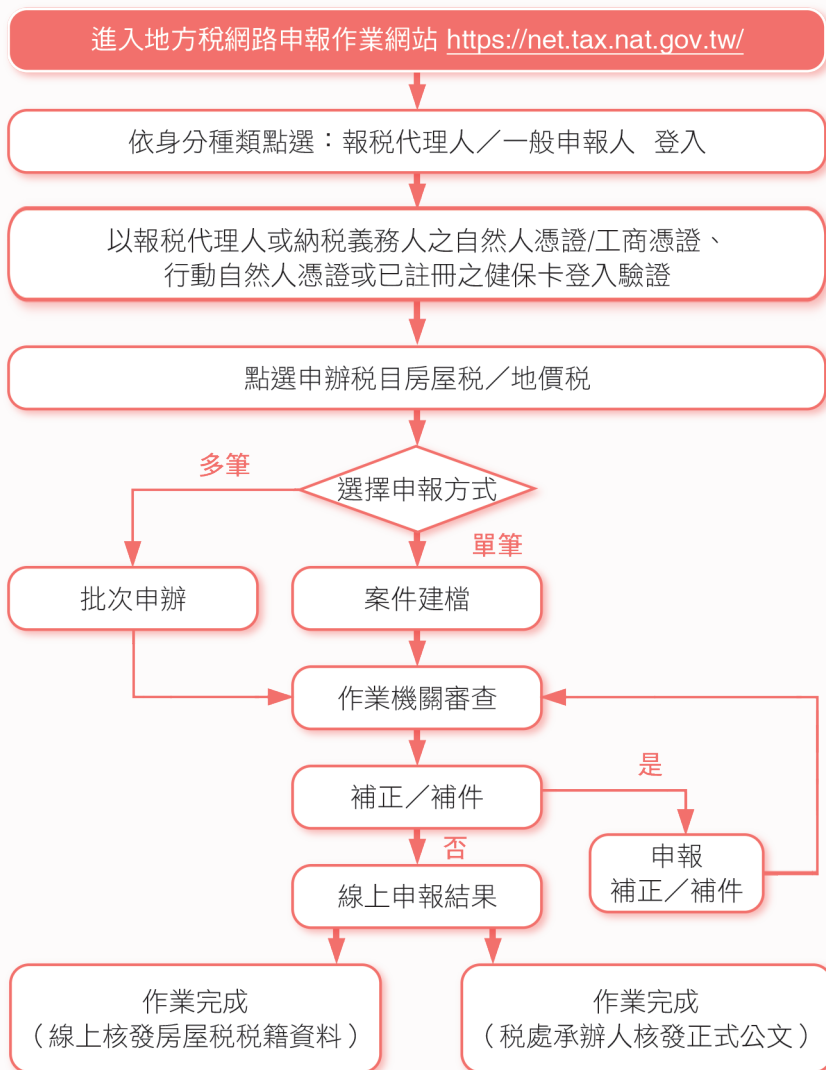 進入地方稅網路申報作業網站 https://net.tax.nat.gov.tw/
依身分種類點選：報稅代理人／一般申報人 登入
以報稅代理人或納稅義務人之自然人憑證/工商憑證、
行動自然人憑證或已註冊之健保卡登入驗證
點選申辦稅目房屋稅／地價稅
選擇申報方式
多筆
單筆
批次申辦
案件建檔
作業機關審查
補正／補件
是
否
申報
補正／補件
線上申報結果
作業完成
（線上核發房屋稅稅籍資料）
作業完成
（稅處承辦人核發正式公文）